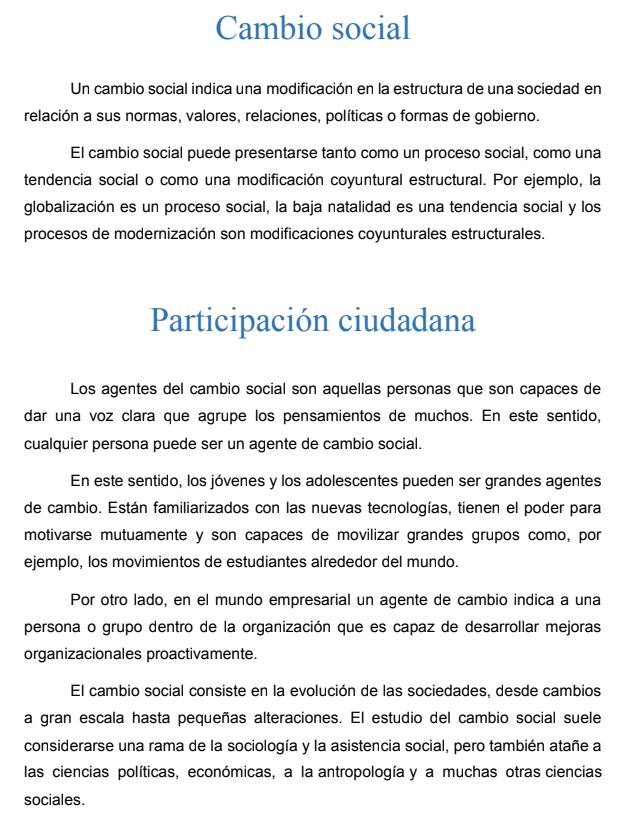 Cambio social
Un cambio social indica una modificación en la estructura de una sociedad en
relación a sus normas, valores, relaciones, políticas o formas de gobierno.
El cambio social puede presentarse tanto como un proceso social, como una
tendencia social o como una modificación coyuntural estructural. Por ejemplo, la
globalización es un proceso social, la baja natalidad es una tendencia social y los
procesos de modernización son modificaciones coyunturales estructurales.
Participación ciudadana
Los agentes del cambio social son aquellas personas que son capaces de
dar una voz clara que agrupe los pensamientos de muchos. En este sentido,
cualquier persona puede ser un agente de cambio social.
En este sentido, los jóvenes y los adolescentes pueden ser grandes agentes
de cambio. Están familiarizados con las nuevas tecnologías, tienen el poder para
motivarse mutuamente y son capaces de movilizar grandes grupos como, por
ejemplo, los movimientos de estudiantes alrededor del mundo.
Por otro lado, en el mundo empresarial un agente de cambio indica a una
persona o grupo dentro de la organización que es capaz de desarrollar mejoras
organizacionales proactivamente.
El cambio social consiste en la evolución de las sociedades, desde cambios
a gran escala hasta pequeñas alteraciones. El estudio del cambio social suele
considerarse una rama de la sociología y la asistencia social, pero también atañe a
las ciencias políticas, económicas, a la antropología y a muchas otras ciencias
sociales.